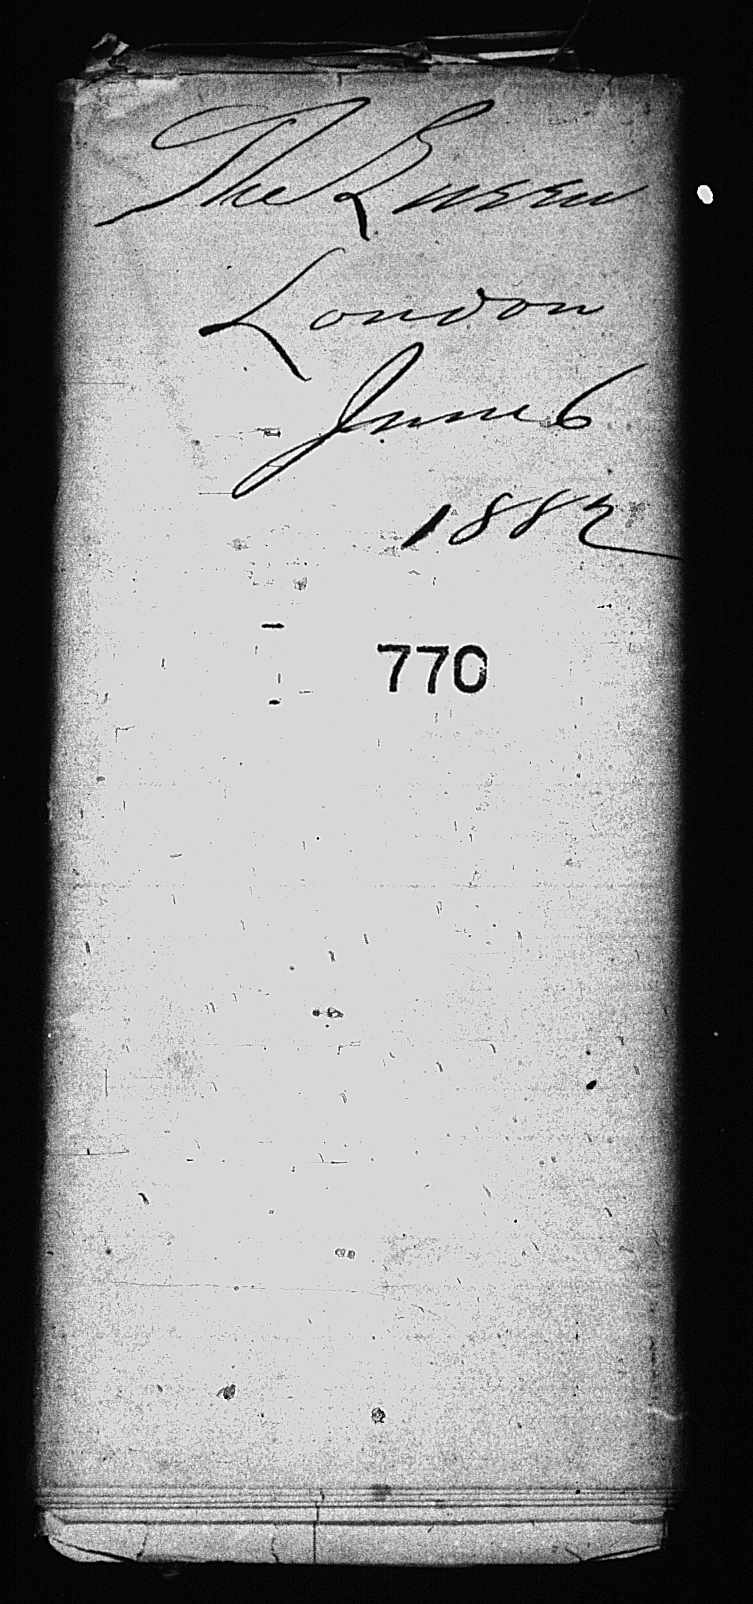 The Queen
London
June 6
1882
770